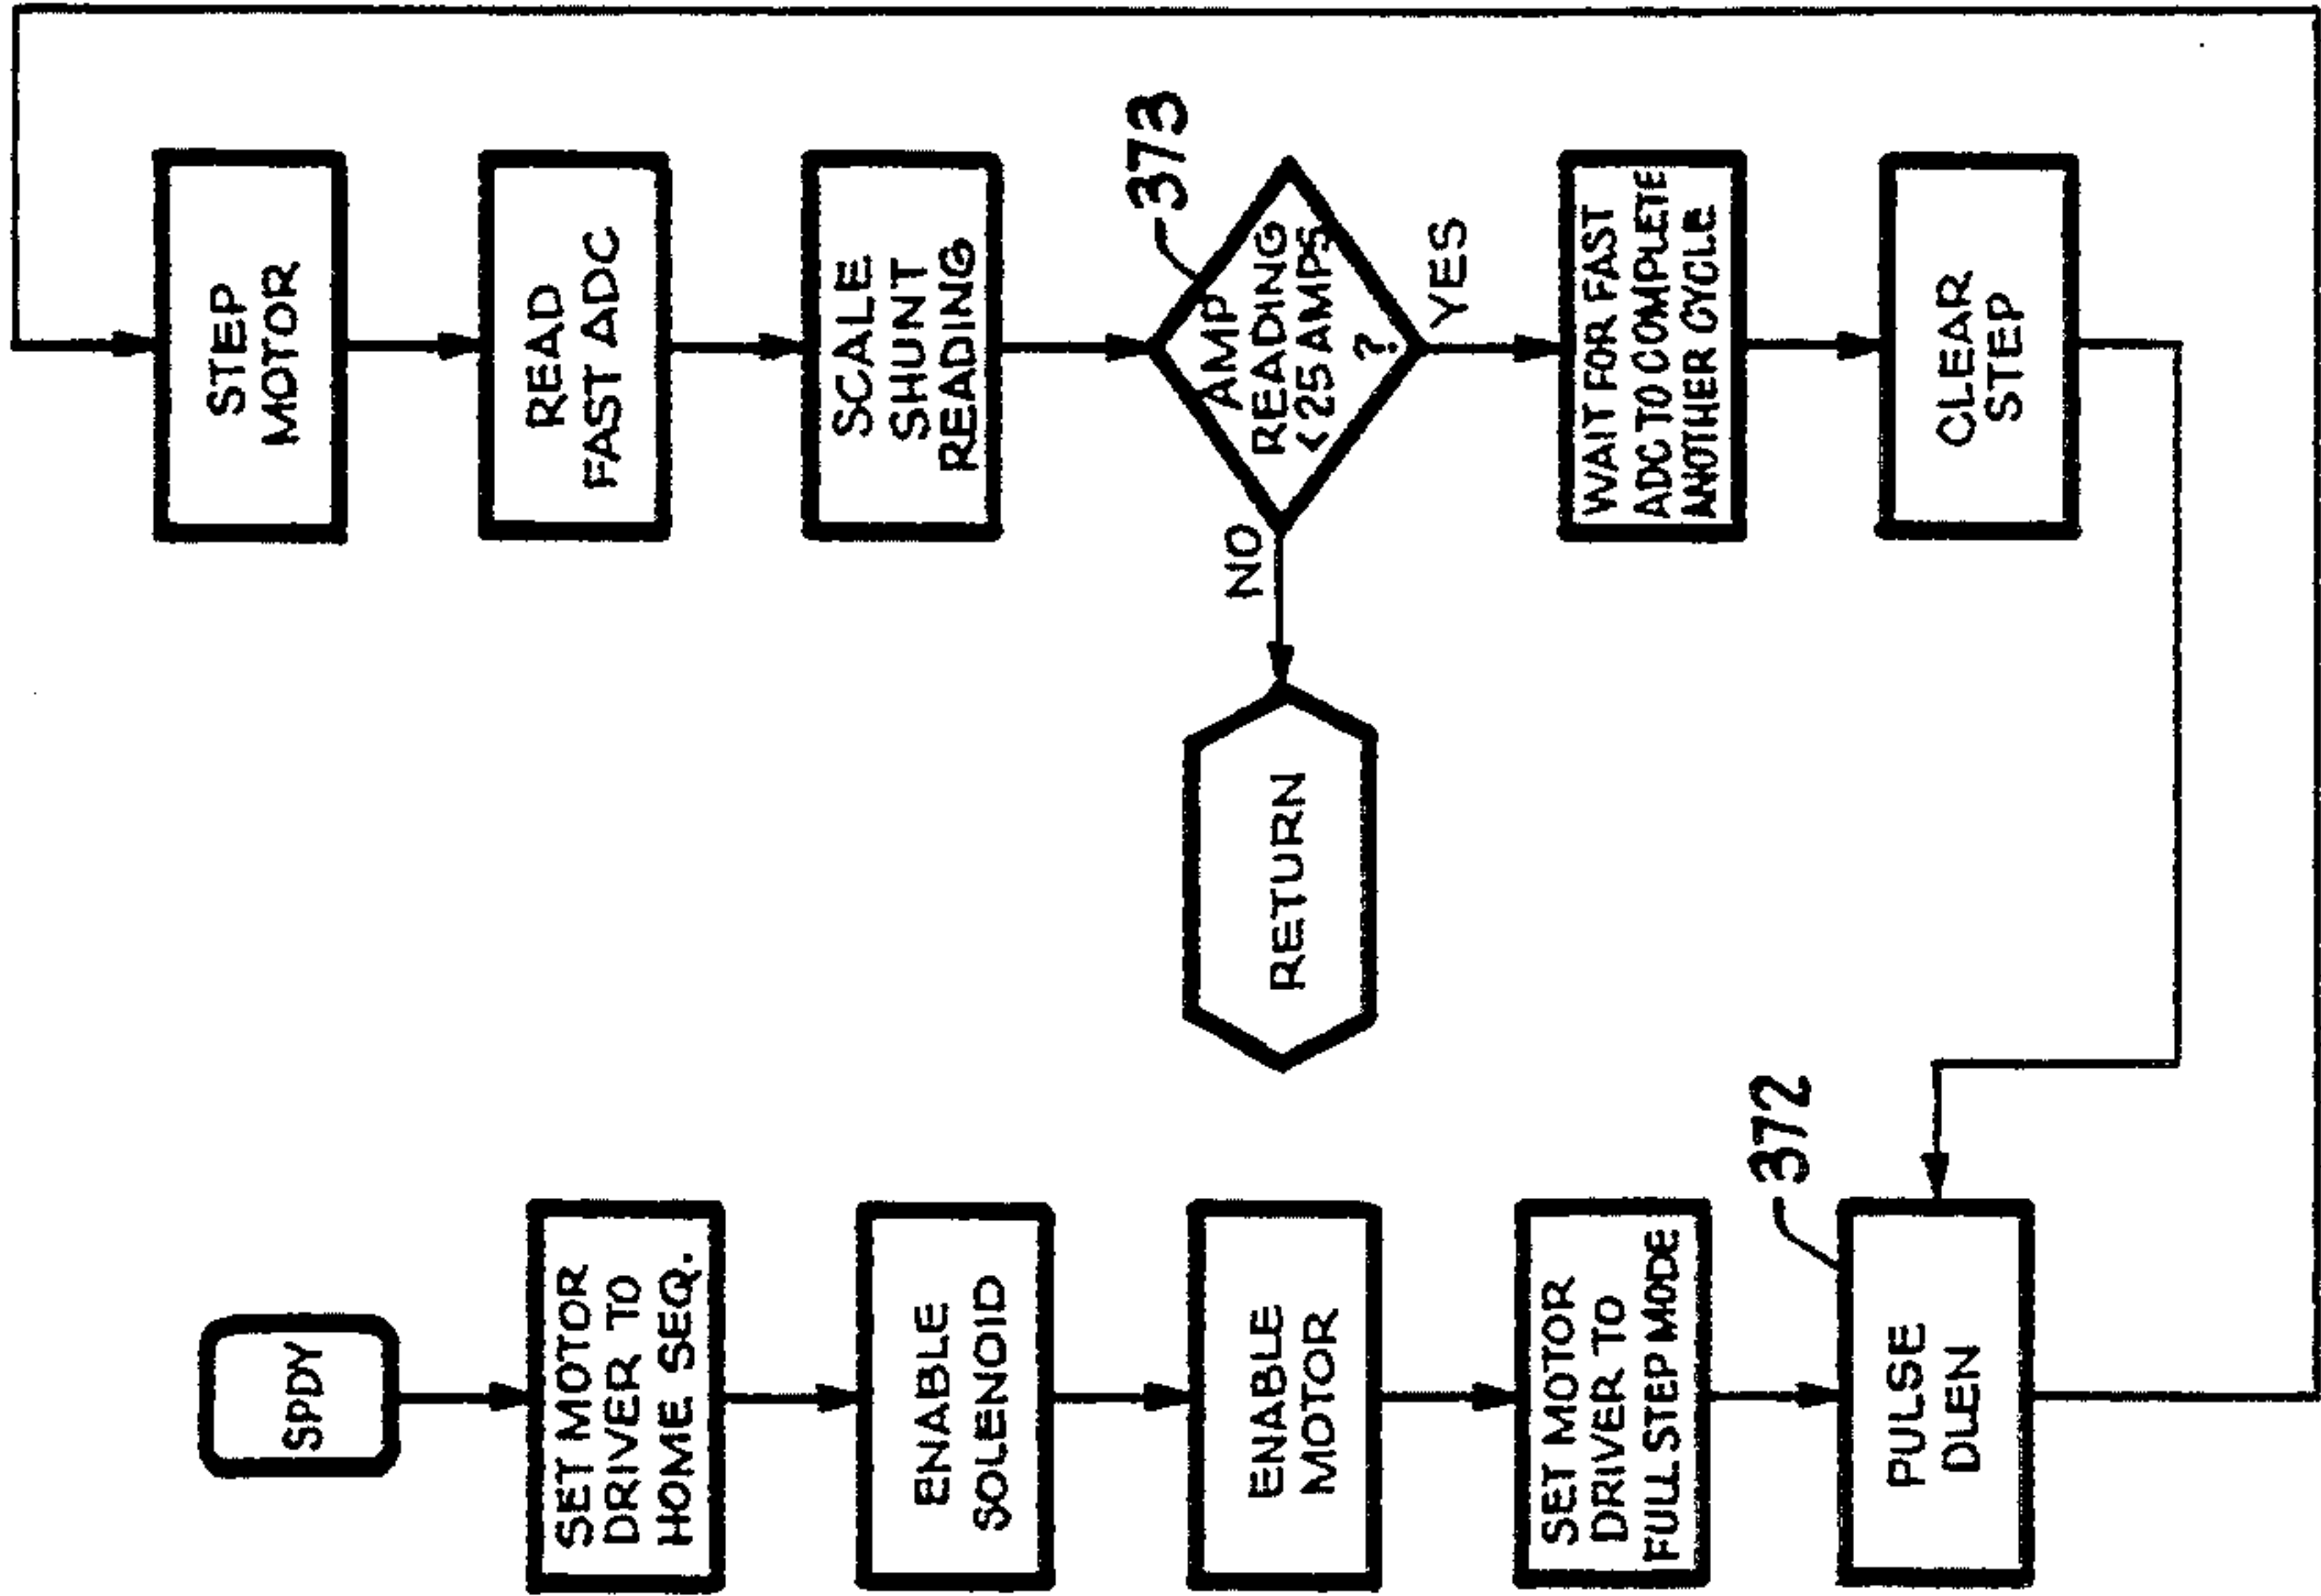 SPDY
SET MOTOR
DRIVER TO
HOME SEQ.
ENABLE
SOLENOID
ENABLE
MOTOR
SET MOTOR
DRIVER TO
FULL STEP MODE
372
PULSE
DLEN
STEP
MOTOR
READ
FAST ADC
SCALE
SHUNT
READING
373
AMP
READING
<25 AMPS
?
NO
YES
RETURN
WAIT FOR FAST
ADC TO COMPLETE
ANOTHER CYCLE
CLEAR
STEP